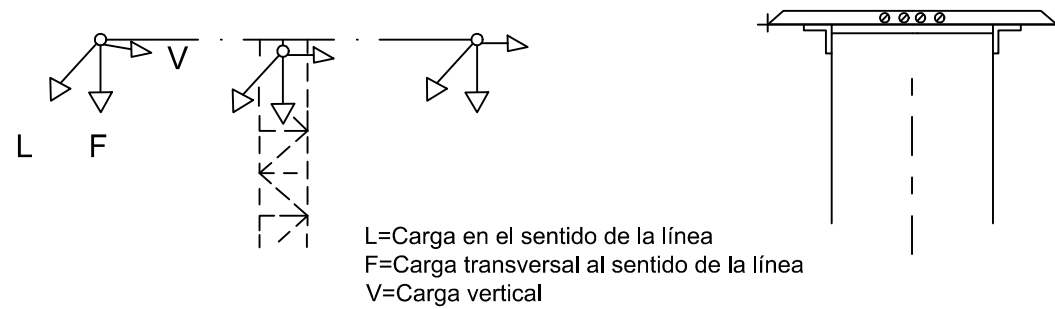 V
L F
L=Carga en el sentido de la línea
F=Carga transversal al sentido de la línea
V=Carga vertical